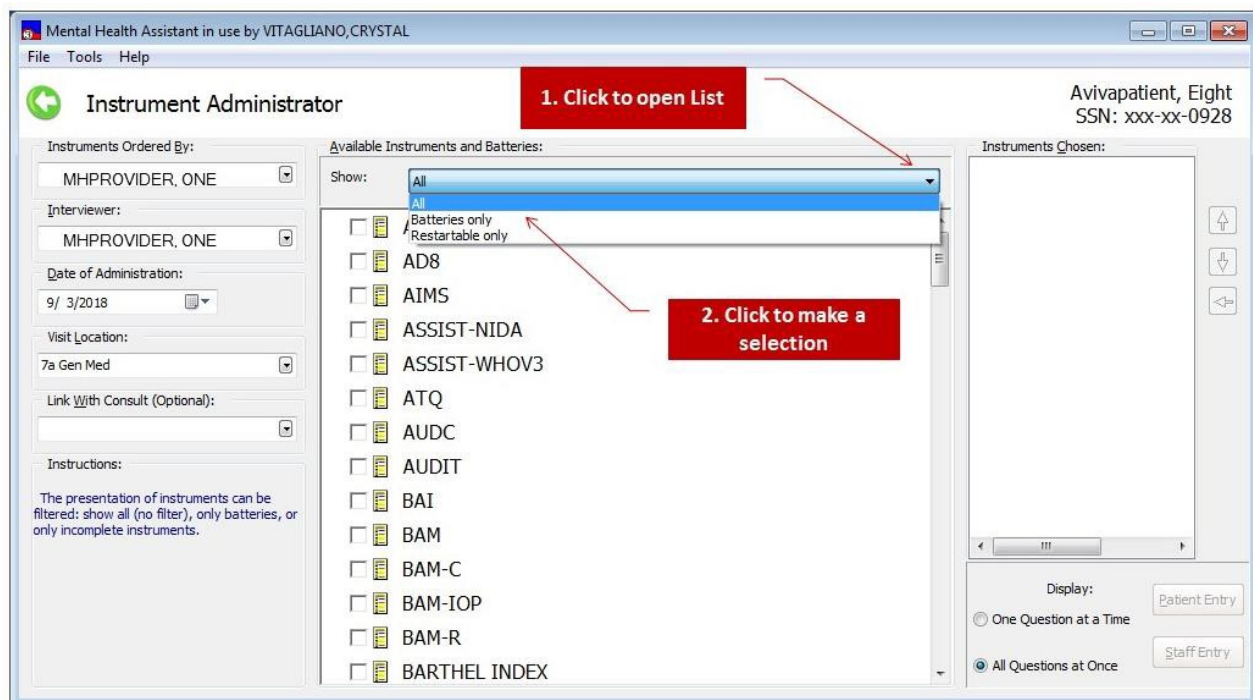 Mental Health Assistant in use by VITAGLIANO,CRYSTAL
File Tools Help
Instrument Administrator
1. Click to open List
Avivapatient, Eight
SSN: xxx-xx-0928
Instruments Ordered By:
MHPROVIDER, ONE
Interviewer:
MHPROVIDER, ONE
Date of Administration:
9/ 3/2018
Visit Location:
7a Gen Med
Link With Consult (Optional):
Instructions:
The presentation of instruments can be
filtered: show all (no filter), only batteries, or
only incomplete instruments.
Available Instruments and Batteries:
Show:
All
All
Batteries only
Restartable only
2. Click to make a
selection
AD8
AIMS
ASSIST-NIDA
ASSIST-WHOV3
ATQ
AUDC
AUDIT
BAI
BAM
BAM-C
BAM-IOP
BAM-R
BARTHEL INDEX
Instruments Chosen:
Display:
One Question at a Time
All Questions at Once
Patient Entry
Staff Entry